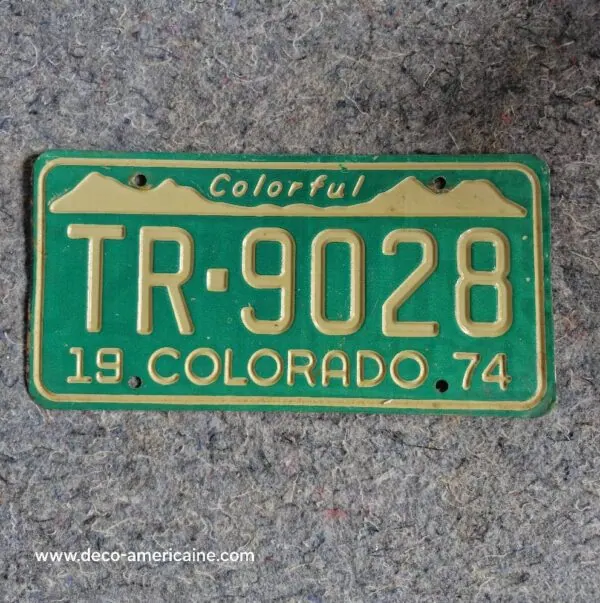 Colorful
TR·9028
19 COLORADO 74
www.deco-americaine.com